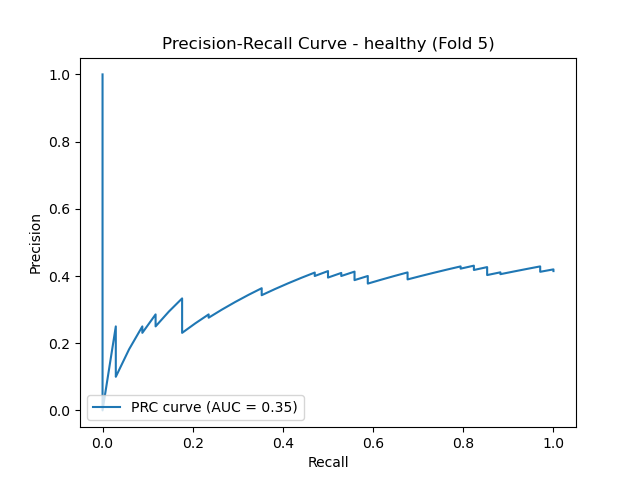 Precision-Recall Curve - healthy (Fold 5)
1.0
0.8
0.6
0.4
0.2
0.0
Precision
PRC curve (AUC = 0.35)
0.0 0.2 0.4 0.6 0.8 1.0
Recall